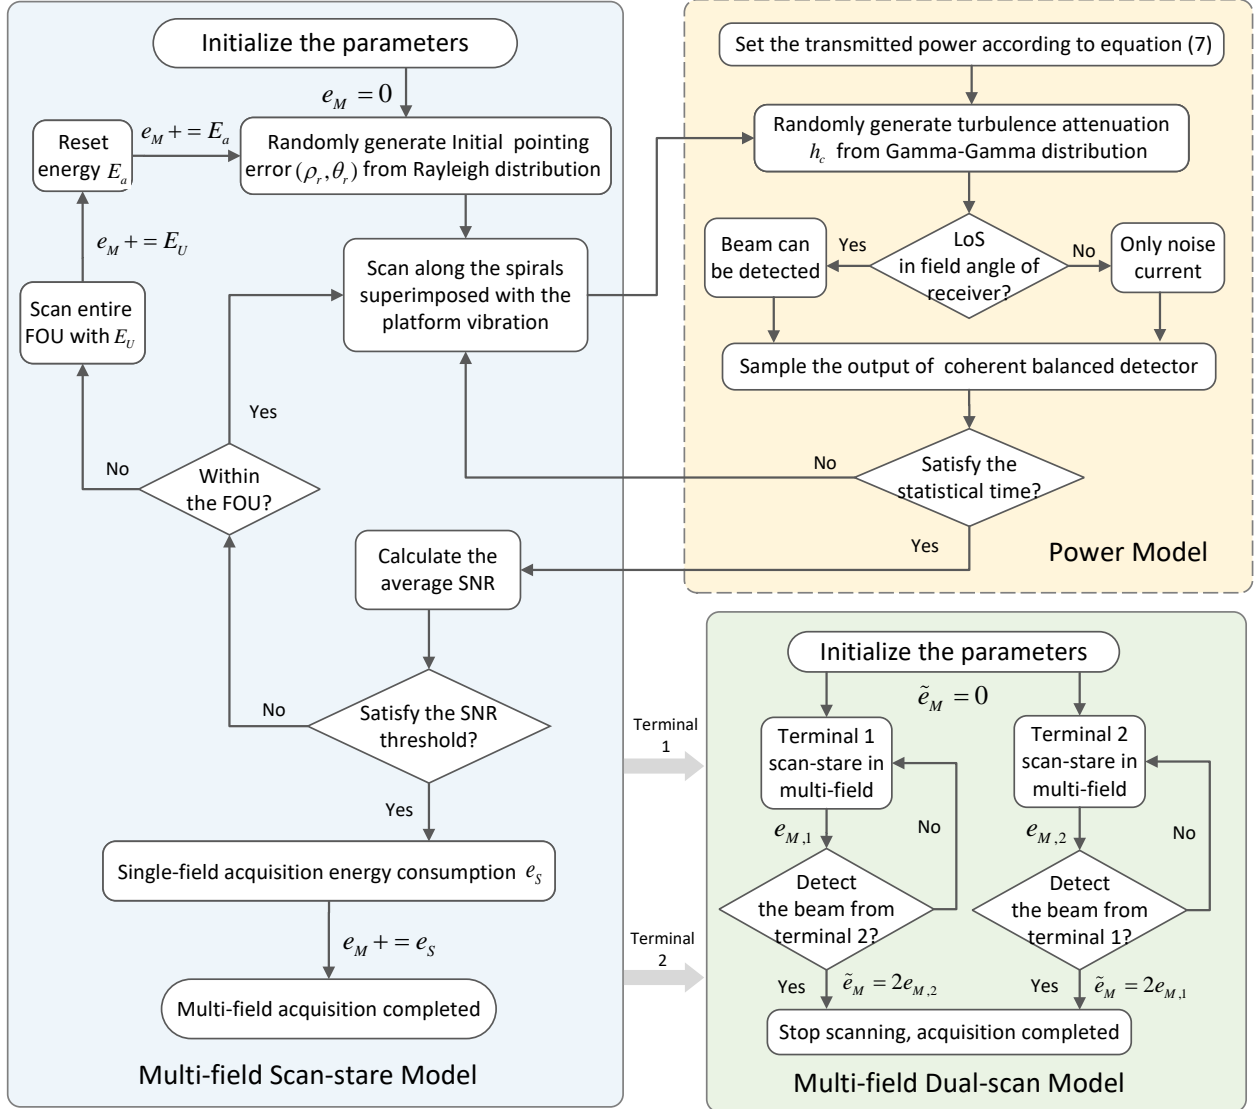 Initialize the parameters
e_M = 0
Reset
energy E_a
e_M += E_a
Randomly generate Initial pointing
error (ρ_r, θ_r) from Rayleigh distribution
e_M += E_U
Scan entire
FOU with E_U
Scan along the spirals
superimposed with the
platform vibration
Yes
No
Within
the FOU?
Calculate the
average SNR
No
Satisfy the SNR
threshold?
Yes
Single-field acquisition energy consumption e_S
e_M += e_S
Multi-field acquisition completed
Multi-field Scan-stare Model
Set the transmitted power according to equation (7)
Randomly generate turbulence attenuation
h_c from Gamma-Gamma distribution
Beam can
be detected
Yes
LoS
in field angle of
receiver?
No
Only noise
current
Sample the output of coherent balanced detector
No
Satisfy the
statistical time?
Yes
Power Model
Terminal
1
Terminal
2
Initialize the parameters
ẽ_M = 0
Terminal 1
scan-stare in
multi-field
Terminal 2
scan-stare in
multi-field
e_{M,1}
No
e_{M,2}
No
Detect
the beam from
terminal 2?
Detect
the beam from
terminal 1?
Yes
ẽ_M = 2e_{M,2}
Yes
ẽ_M = 2e_{M,1}
Stop scanning, acquisition completed
Multi-field Dual-scan Model